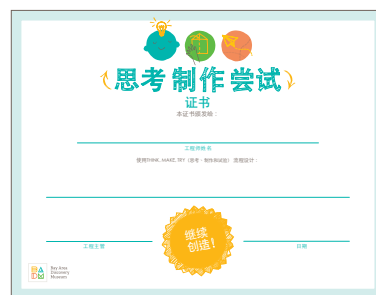 思考制作尝试
证书
本证书颁发给：
工程师姓名
使用THINK, MAKE, TRY（思考、制作和试验）流程设计：
继续
创造！
工程主管
日期
Bay Area
Discovery
Museum